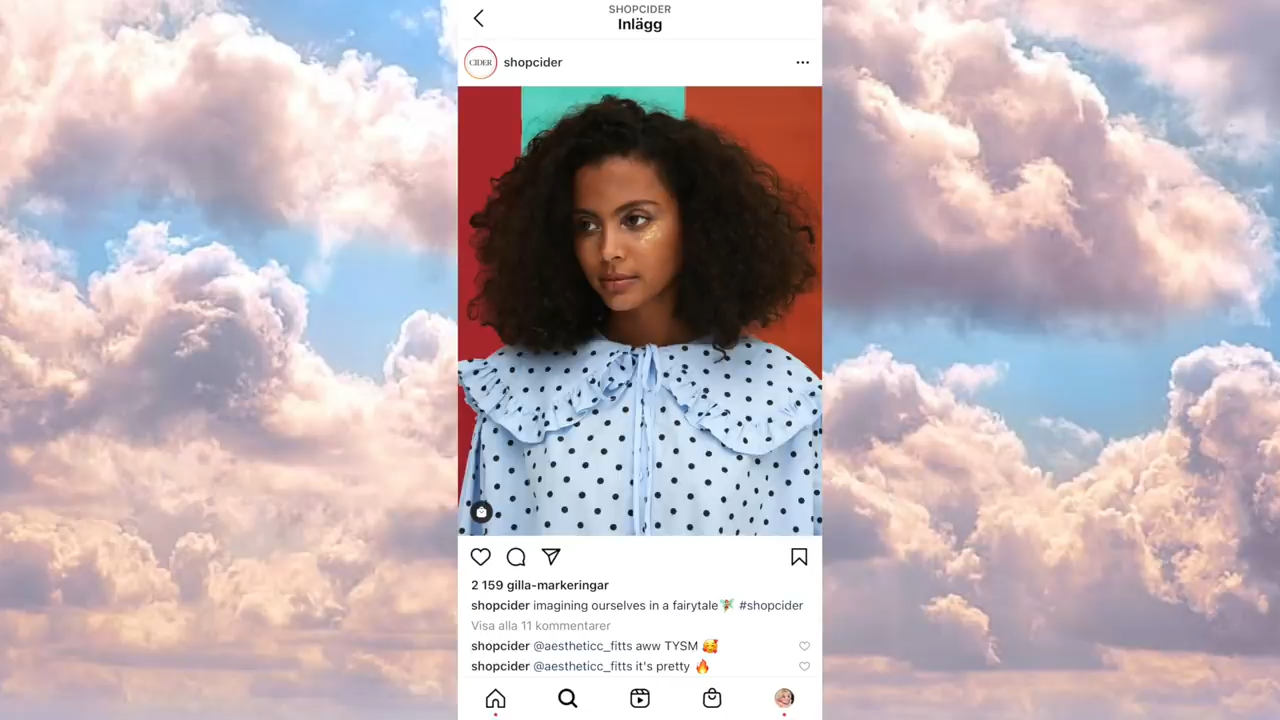 SHOPCIDER
Inlägg
CIDER
shopcider
2 159 gilla-markeringar
shopcider imagining ourselves in a fairytale🧚 #shopcider
Visa alla 11 kommentarer
shopcider @aestheticc_fitts aww TYSM 🥰
shopcider @aestheticc_fitts it's pretty 🔥